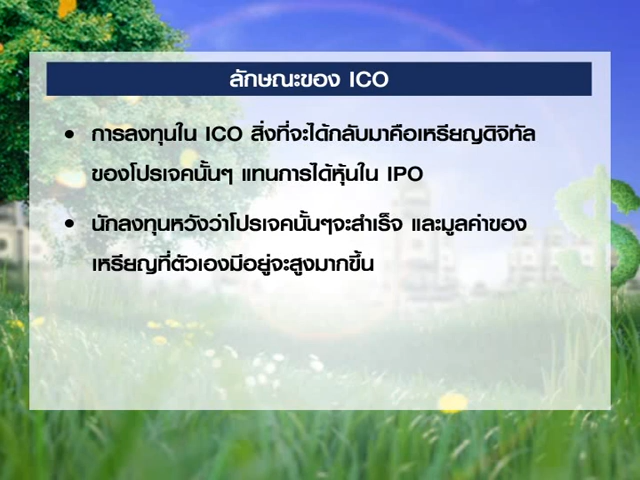 ลักษณะของ ICO
• การลงทุนใน ICO สิ่งที่จะได้กลับมาคือเหรียญดิจิทัล
ของโปรเจคนั้นๆ แทนการได้หุ้นใน IPO
• นักลงทุนหวังว่าโปรเจคนั้นๆจะสำเร็จ และมูลค่าของ
เหรียญที่ตัวเองมีอยู่จะสูงมากขึ้น